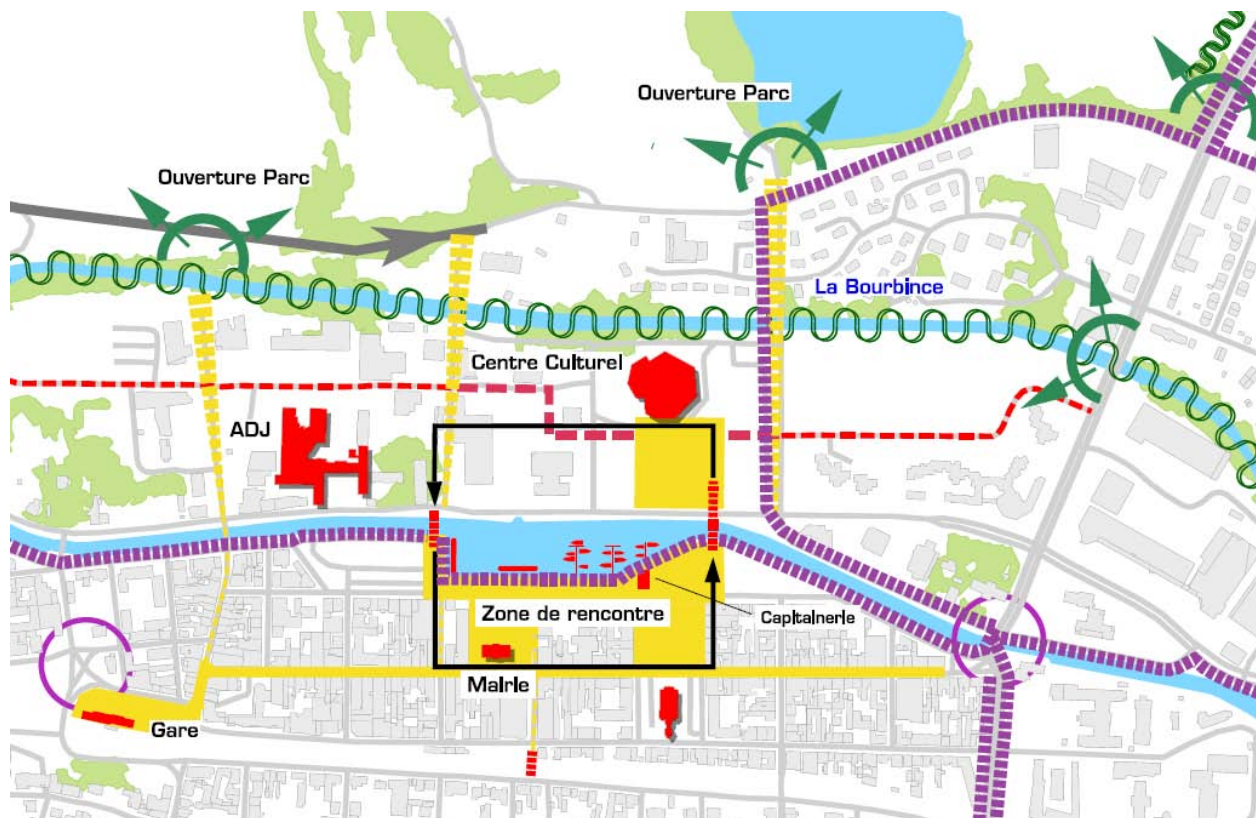 Ouverture Parc
Ouverture Parc
La Bourbince
Centre Culturel
ADJ
Zone de rencontre
Capitainerie
Mairie
Gare